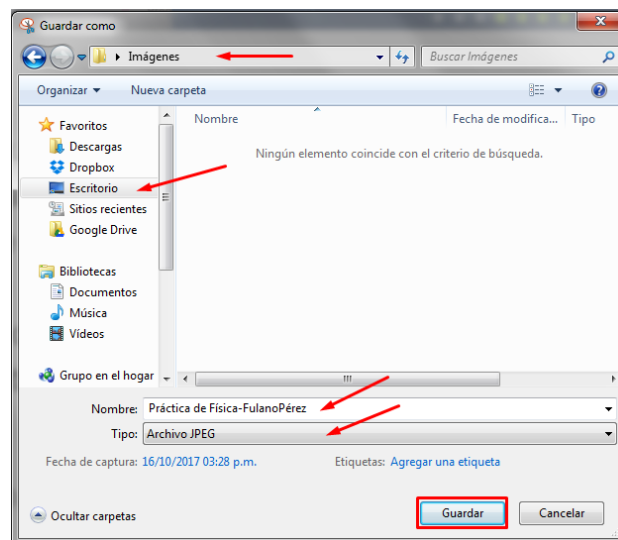 Guardar como
Imágenes
Buscar Imágenes
Organizar
Nueva carpeta
Nombre
Fecha de modifica...
Tipo
Favoritos
Descargas
Dropbox
Escritorio
Sitios recientes
Google Drive
Ningún elemento coincide con el criterio de búsqueda.
Bibliotecas
Documentos
Música
Vídeos
Grupo en el hogar
Nombre: Práctica de Física-FulanoPérez
Tipo: Archivo JPEG
Fecha de captura: 16/10/2017 03:28 p.m. Etiquetas: Agregar una etiqueta
Ocultar carpetas
Guardar
Cancelar